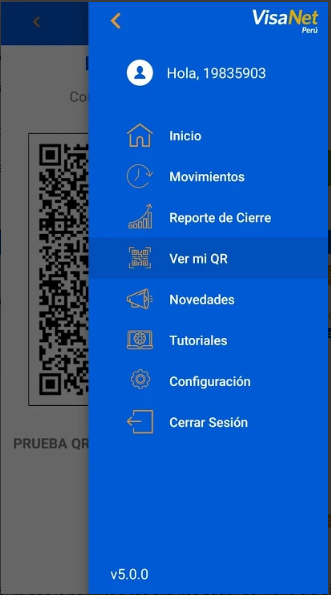 VisaNet
Perú
Hola, 19835903
Inicio
Movimientos
Reporte de Cierre
Ver mi QR
Novedades
Tutoriales
Configuración
Cerrar Sesión
PRUEBA QR
v5.0.0